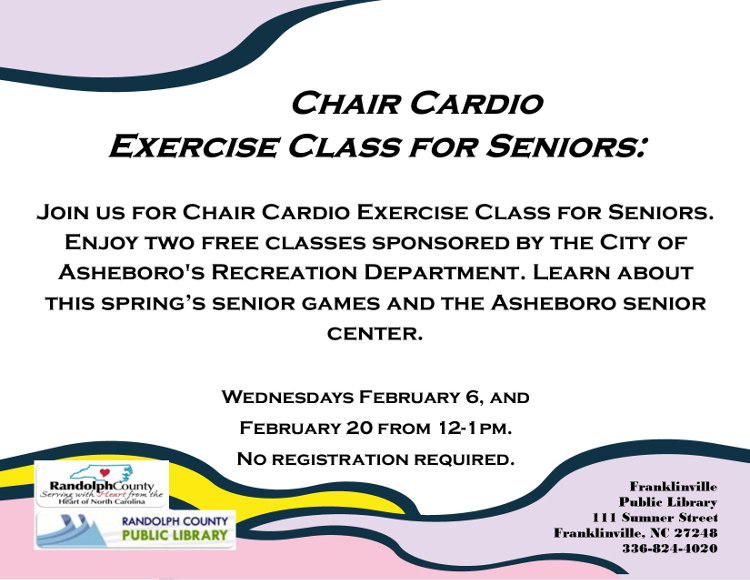 Chair Cardio
Exercise Class for Seniors:
Join us for Chair Cardio Exercise Class for Seniors.
Enjoy two free classes sponsored by the City of
Asheboro's Recreation Department. Learn about
this spring’s senior games and the Asheboro senior
center.
Wednesdays February 6, and
February 20 from 12-1pm.
No registration required.
RandolphCounty
Serving with Heart from the
Heart of North Carolina
RANDOLPH COUNTY
PUBLIC LIBRARY
Franklinville
Public Library
111 Sumner Street
Franklinville, NC 27248
336-824-4020